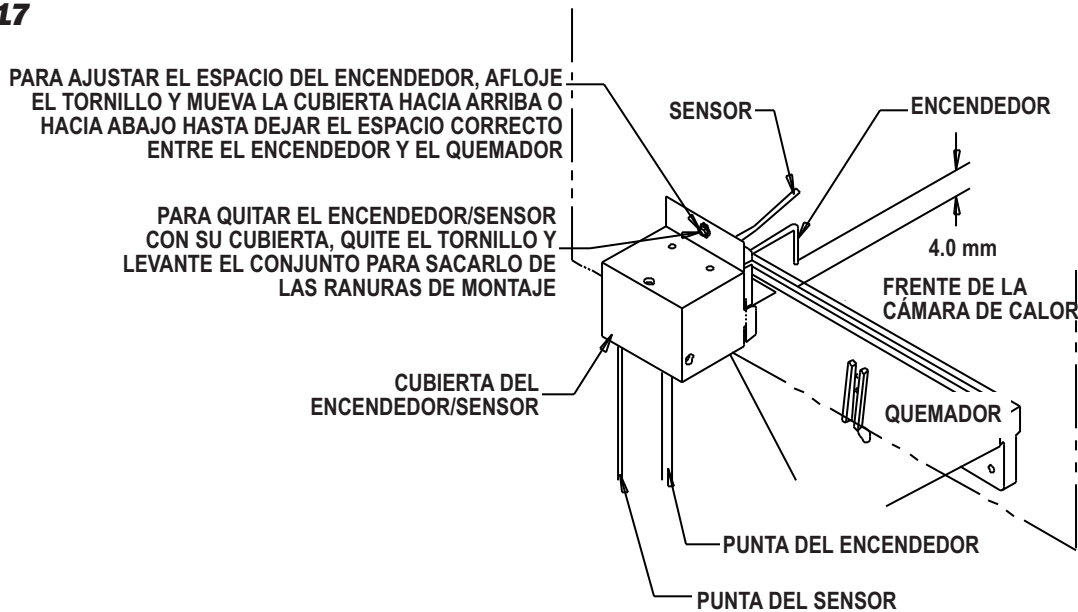 17
PARA AJUSTAR EL ESPACIO DEL ENCENDEDOR, AFLOJE
EL TORNILLO Y MUEVA LA CUBIERTA HACIA ARRIBA O
HACIA ABAJO HASTA DEJAR EL ESPACIO CORRECTO
ENTRE EL ENCENDEDOR Y EL QUEMADOR
SENSOR
ENCENDEDOR
PARA QUITAR EL ENCENDEDOR/SENSOR
CON SU CUBIERTA, QUITE EL TORNILLO Y
LEVANTE EL CONJUNTO PARA SACARLO DE
LAS RANURAS DE MONTAJE
4.0 mm
FRENTE DE LA
CÁMARA DE CALOR
CUBIERTA DEL
ENCENDEDOR/SENSOR
QUEMADOR
PUNTA DEL ENCENDEDOR
PUNTA DEL SENSOR